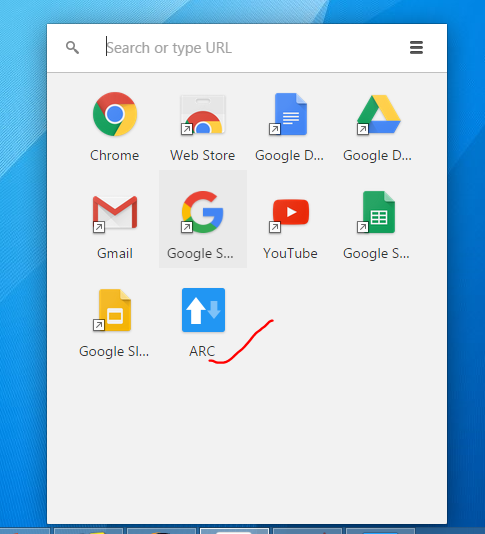 Search or type URL
Chrome
Web Store
Google D...
Google D...
Gmail
Google S...
YouTube
Google S...
Google Sl...
ARC